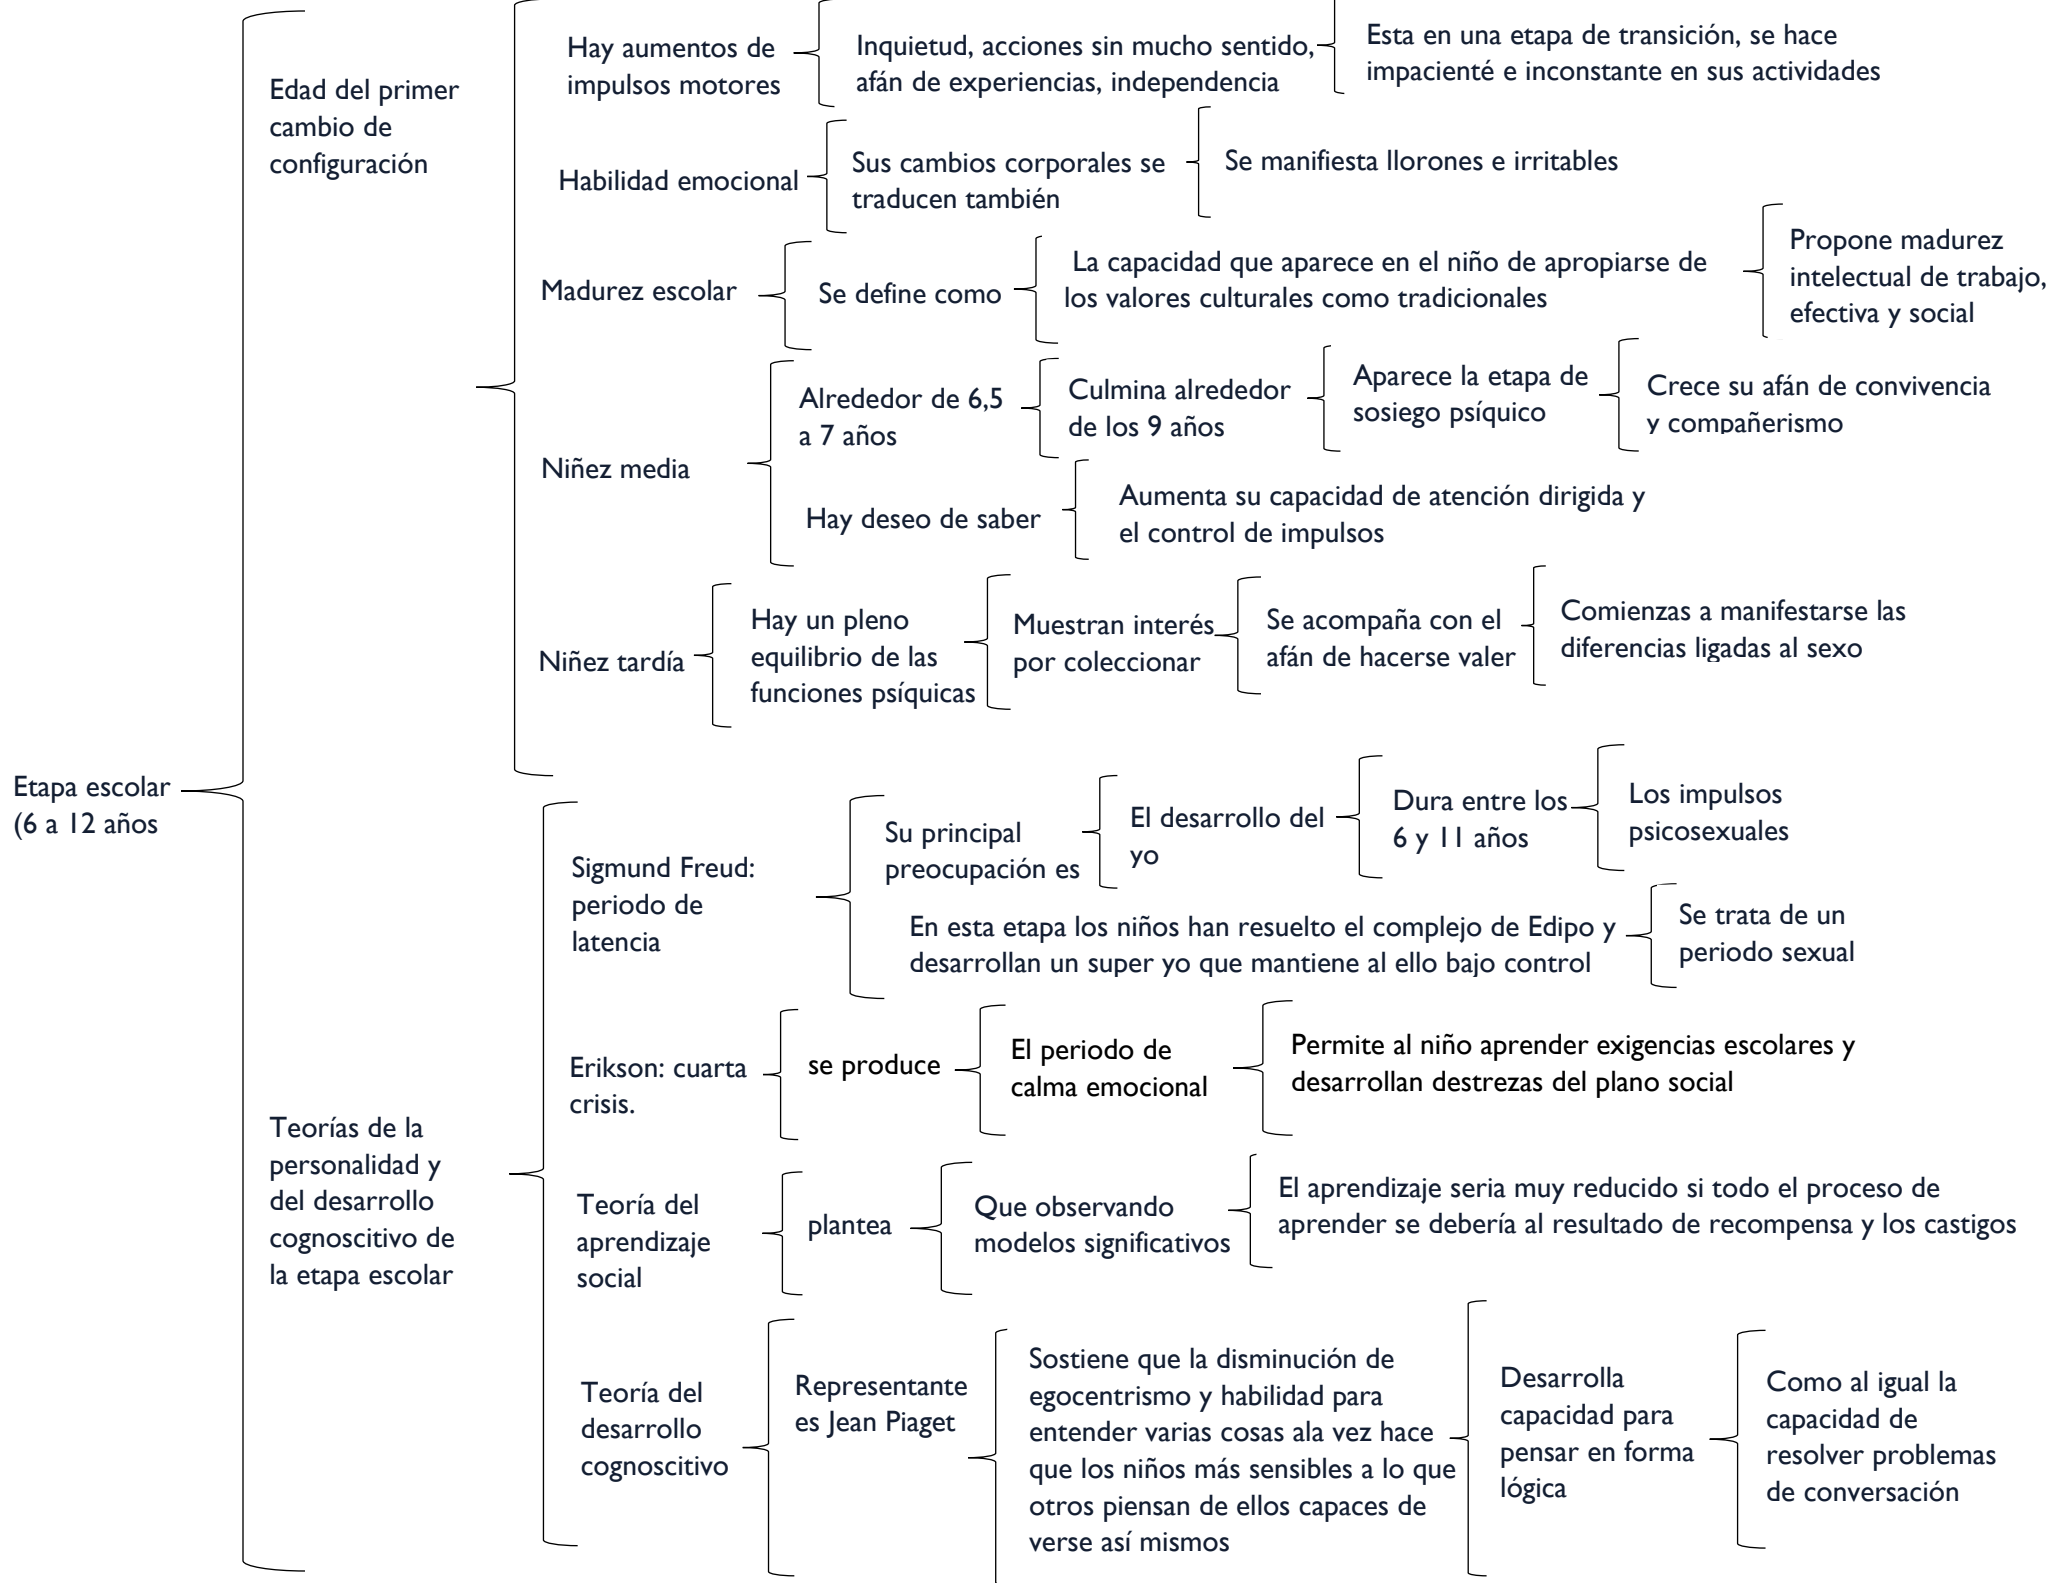 Etapa escolar
(6 a 12 años
Edad del primer
cambio de
configuración
Hay aumentos de
impulsos motores
Inquietud, acciones sin mucho sentido,
afán de experiencias, independencia
Esta en una etapa de transición, se hace
impacienté e inconstante en sus actividades
Habilidad emocional
Sus cambios corporales se
traducen también
Se manifiesta llorones e irritables
Madurez escolar
Se define como
La capacidad que aparece en el niño de apropiarse de
los valores culturales como tradicionales
Propone madurez
intelectual de trabajo,
efectiva y social
Niñez media
Alrededor de 6,5
a 7 años
Culmina alrededor
de los 9 años
Aparece la etapa de
sosiego psíquico
Crece su afán de convivencia
y compañerismo
Hay deseo de saber
Aumenta su capacidad de atención dirigida y
el control de impulsos
Niñez tardía
Hay un pleno
equilibrio de las
funciones psíquicas
Muestran interés
por coleccionar
Se acompaña con el
afán de hacerse valer
Comienzas a manifestarse las
diferencias ligadas al sexo
Teorías de la
personalidad y
del desarrollo
cognoscitivo de
la etapa escolar
Sigmund Freud:
periodo de
latencia
Su principal
preocupación es
El desarrollo del
yo
Dura entre los
6 y 11 años
Los impulsos
psicosexuales
En esta etapa los niños han resuelto el complejo de Edipo y
desarrollan un super yo que mantiene al ello bajo control
Se trata de un
periodo sexual
Erikson: cuarta
crisis.
se produce
El periodo de
calma emocional
Permite al niño aprender exigencias escolares y
desarrollan destrezas del plano social
Teoría del
aprendizaje
social
plantea
Que observando
modelos significativos
El aprendizaje seria muy reducido si todo el proceso de
aprender se debería al resultado de recompensa y los castigos
Teoría del
desarrollo
cognoscitivo
Representante
es Jean Piaget
Sostiene que la disminución de
egocentrismo y habilidad para
entender varias cosas ala vez hace
que los niños más sensibles a lo que
otros piensan de ellos capaces de
verse así mismos
Desarrolla
capacidad para
pensar en forma
lógica
Como al igual la
capacidad de
resolver problemas
de conversación